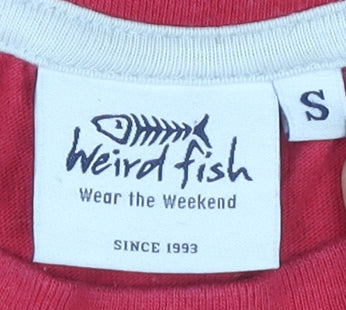 Weird fish
Wear the Weekend
SINCE 1993
S